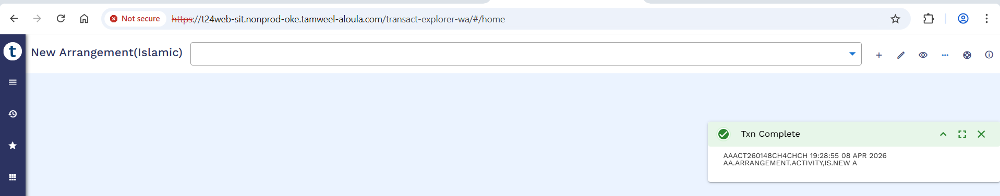 Not secure https://t24web-sit.nonprod-oke.tamweel-aloula.com/transact-explorer-wa/#/home
t
New Arrangement(Islamic)
Txn Complete
AAACT260148CH4CHCH 19:28:55 08 APR 2026
AA.ARRANGEMENT.ACTIVITY,IS.NEW A